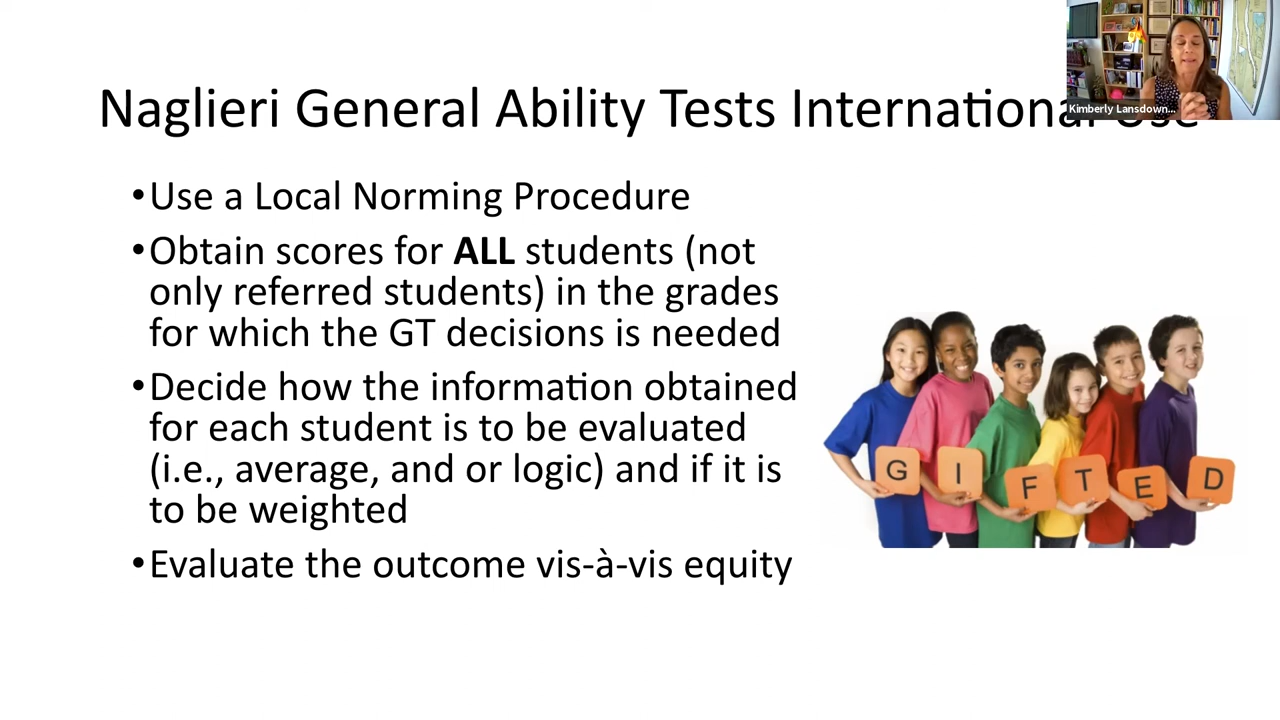 Naglieri General Ability Tests International Use
Kimberly Lansdown...
•Use a Local Norming Procedure
•Obtain scores for ALL students (not
only referred students) in the grades
for which the GT decisions is needed
•Decide how the information obtained
for each student is to be evaluated
(i.e., average, and or logic) and if it is
to be weighted
•Evaluate the outcome vis-à-vis equity
G I F T E D